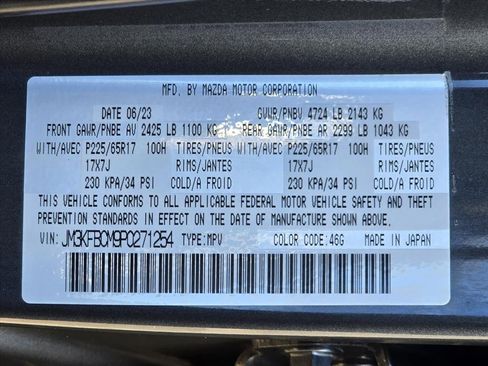 MFD. BY MAZDA MOTOR CORPORATION
DATE 06/23 GVWR/PNBV 4724 LB 2143 KG
FRONT GAWR/PNBE AV 2425 LB 1100 KG REAR GAWR/PNBE AR 2299 LB 1043 KG
WITH/AVEC P225/65R17 100H TIRES/PNEUS WITH/AVEC P225/65R17 100H TIRES/PNEUS
17X7J RIMS/JANTES 17X7J RIMS/JANTES
230 KPA/34 PSI COLD/A FROID 230 KPA/34 PSI COLD/A FROID
THIS VEHICLE CONFORMS TO ALL APPLICABLE FEDERAL MOTOR VEHICLE SAFETY AND THEFT
PREVENTION STANDARDS IN EFFECT ON THE DATE OF MANUFACTURE SHOWN ABOVE.
VIN: JM3KFBCM9P0271254 TYPE: MPV COLOR CODE: 46G MADE IN JAPAN